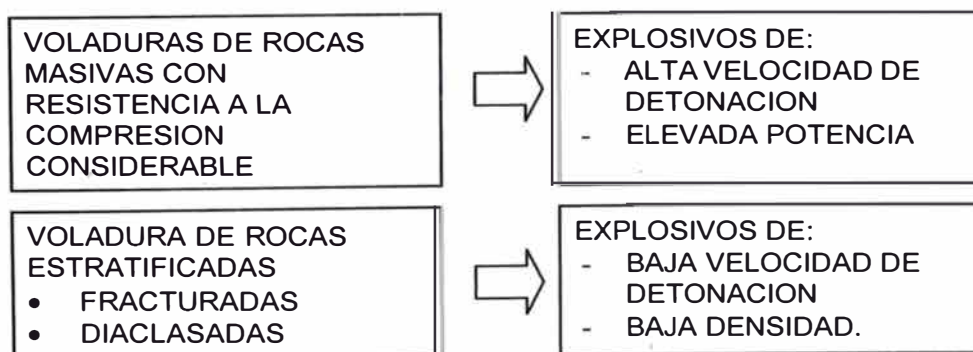 VOLADURAS DE ROCAS
MASIVAS CON
RESISTENCIA A LA
COMPRESION
CONSIDERABLE
EXPLOSIVOS DE:
- ALTA VELOCIDAD DE
DETONACION
- ELEVADA POTENCIA
VOLADURA DE ROCAS
ESTRATIFICADAS
• FRACTURADAS
• DIACLASADAS
EXPLOSIVOS DE:
- BAJA VELOCIDAD DE
DETONACION
- BAJA DENSIDAD.